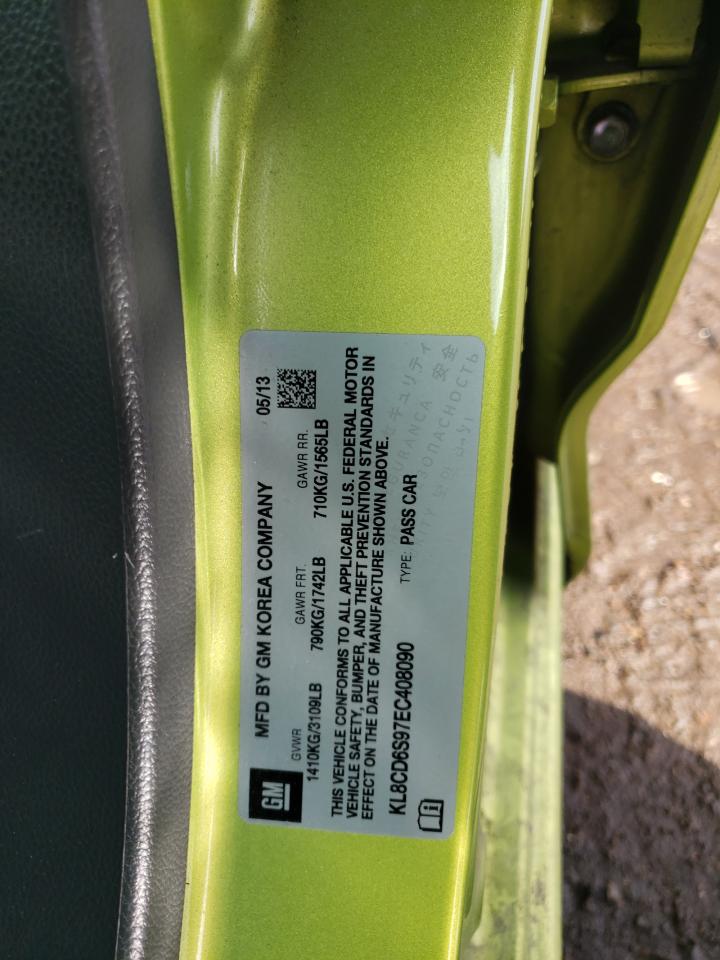 GM
MFD BY GM KOREA COMPANY 05/13
GVWR GAWR FRT. GAWR RR.
1410KG/3109LB 790KG/1742LB 710KG/1565LB
THIS VEHICLE CONFORMS TO ALL APPLICABLE U.S. FEDERAL MOTOR
VEHICLE SAFETY, BUMPER, AND THEFT PREVENTION STANDARDS IN
EFFECT ON THE DATE OF MANUFACTURE SHOWN ABOVE.
KL8CD6S97EC408090 TYPE: PASS CAR